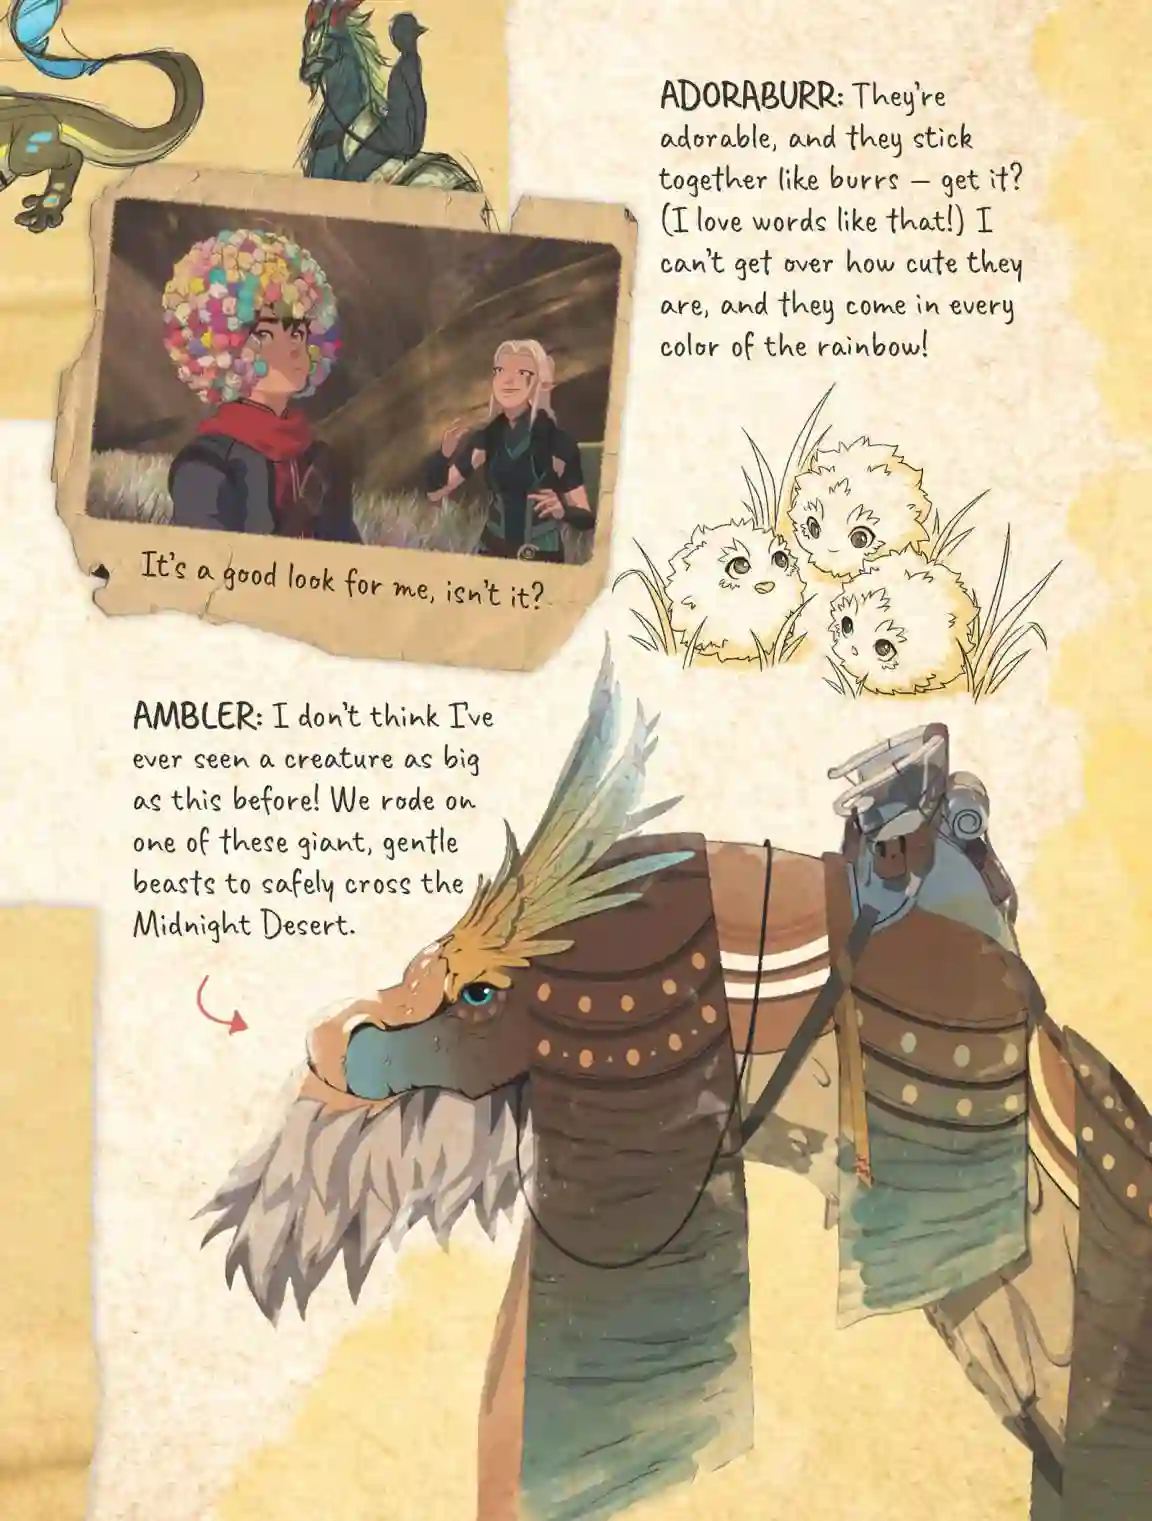 ADORABURR: They're
adorable, and they stick
together like burrs – get it?
(I love words like that!) I
can't get over how cute they
are, and they come in every
color of the rainbow!
It's a good look for me, isn't it?
AMBLER: I don't think I've
ever seen a creature as big
as this before! We rode on
one of these giant, gentle
beasts to safely cross the
Midnight Desert.